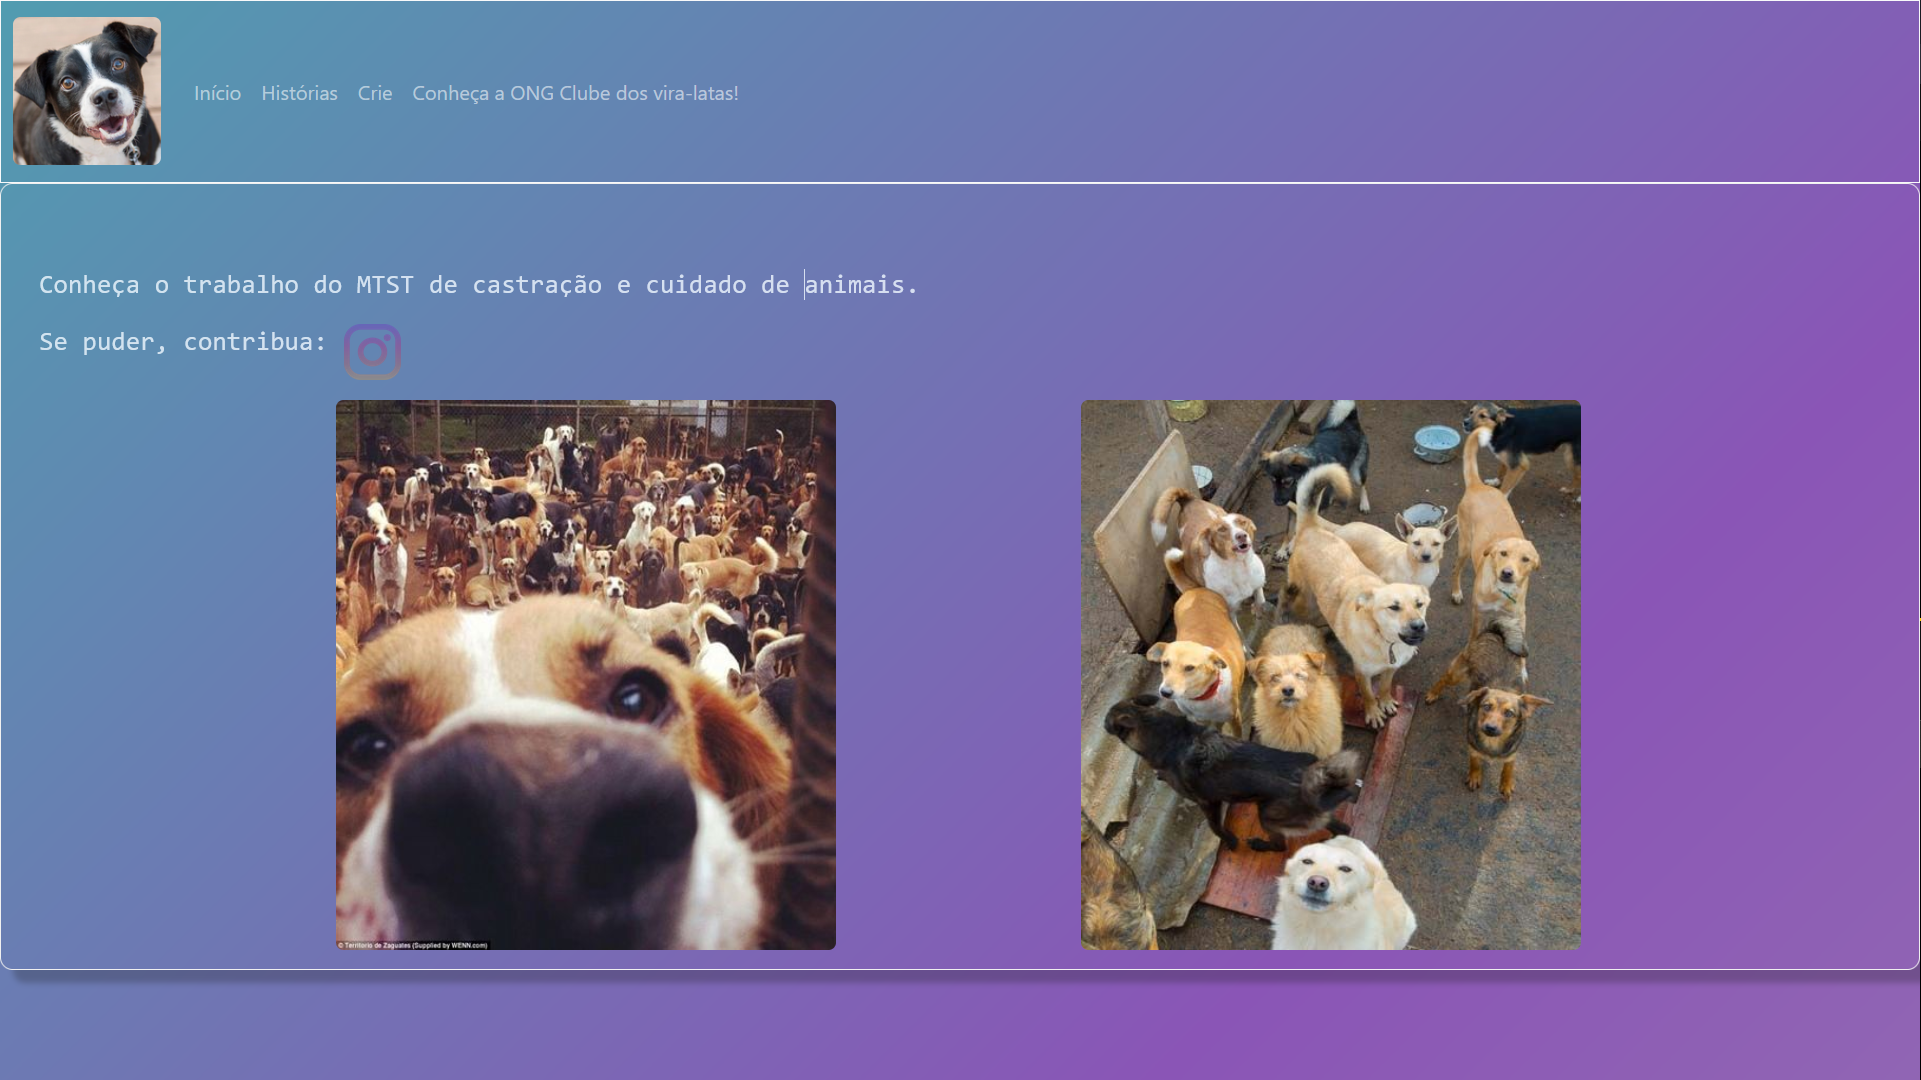 Início Histórias Crie Conheça a ONG Clube dos vira-latas!
Conheça o trabalho do MTST de castração e cuidado de animais.
Se puder, contribua:
© Territorio de Zaguates (Supplied by WENN.com)